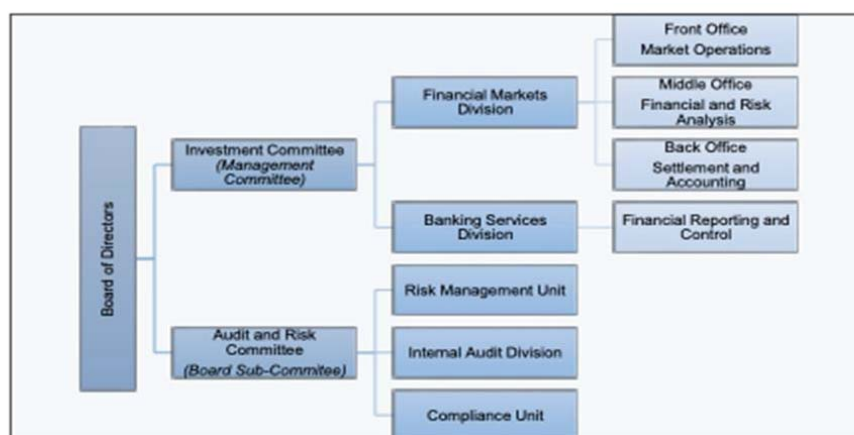 Board of Directors
Investment Committee
(Management
Committee)
Audit and Risk
Committee
(Board Sub-Commitee)
Financial Markets
Division
Banking Services
Division
Risk Management Unit
Internal Audit Division
Compliance Unit
Front Office
Market Operations
Middle Office
Financial and Risk
Analysis
Back Office
Settlement and
Accounting
Financial Reporting and
Control